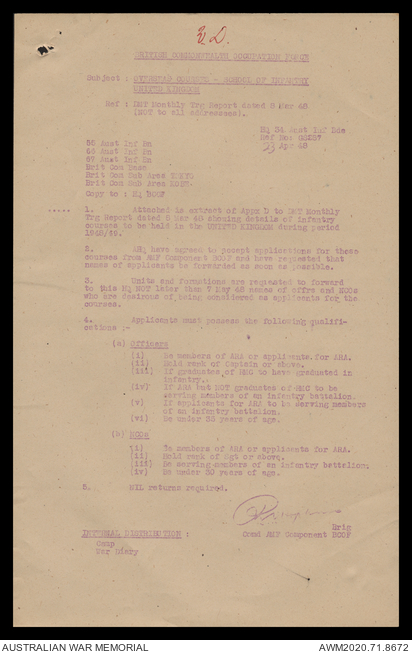 2D.
BRITISH COMMONWEALTH OCCUPATION FORCE
Subject : OVERSEAS COURSES - SCHOOL OF INFANTRY
UNITED KINGDOM
Ref : DMT Monthly Trg Report dated 8 Mar 48
(NOT to all addressees).
HQ 34 Aust Inf Bde
Ref No:
23 Apr 48
65 Aust Inf Bn
66 Aust Inf Bn
67 Aust Inf Bn
Brit Com Base
Brit Com Sub Area TOKYO
Brit Com Sub Area KOBE
Copy to : HQ BCOF
..... 1. Attached is extract of Appx D to DMT Monthly
Trg Report dated 8 Mar 48 showing details of infantry
courses to be held in the UNITED KINGDOM during period
1948/49.
2. AHQ have agreed to accept applications for these
courses from AMF Component BCOF and have requested that
names of applicants be forwarded as soon as possible.
3. Units and formations are requested to forward
to this HQ NOT later than 7 May 48 names of offrs and NCOs
who are desirous of being considered as applicants for the
courses.
4. Applicants must possess the following qualifi-
cations :-
(a) Officers
(i) Be members of ARA or applicants for ARA.
(ii) Hold rank of Captain or above.
(iii) If graduates of RMC to have graduated in
infantry.
(iv) If ARA but NOT graduates of RMC to be
serving members of an infantry battalion.
(v) If applicants for ARA to be serving members
of an infantry battalion.
(vi) Be under 35 years of age.
(b) NCOs
(i) Be members of ARA or applicants for ARA.
(ii) Hold rank of Sgt or above.
(iii) Be serving members of an infantry battalion;
(iv) Be under 30 years of age.
5. NIL returns required.
Brig
Comd AMF Component BCOF
INTERNAL DISTRIBUTION :
War Diary
AUSTRALIAN WAR MEMORIAL
AWM2020.71.8672